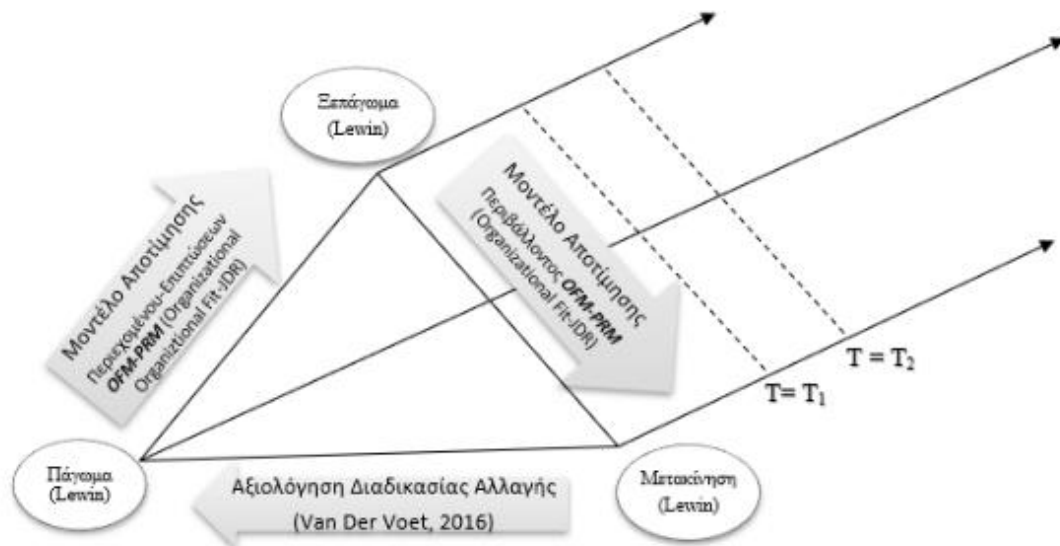 Ξεπάγωμα
(Lewin)
Μοντέλο Αποτίμησης
Περιεχομένου-Επιπτώσεων
OFM-PRM (Organizational
Organiztional Fit-JDR)
Μοντέλο Αποτίμησης
Περιβάλλοντος OFM-PRM
(Organizational Fit-JDR)
T = T2
T= T1
Πάγωμα
(Lewin)
Αξιολόγηση Διαδικασίας Αλλαγής
(Van Der Voet, 2016)
Μετακίνηση
(Lewin)